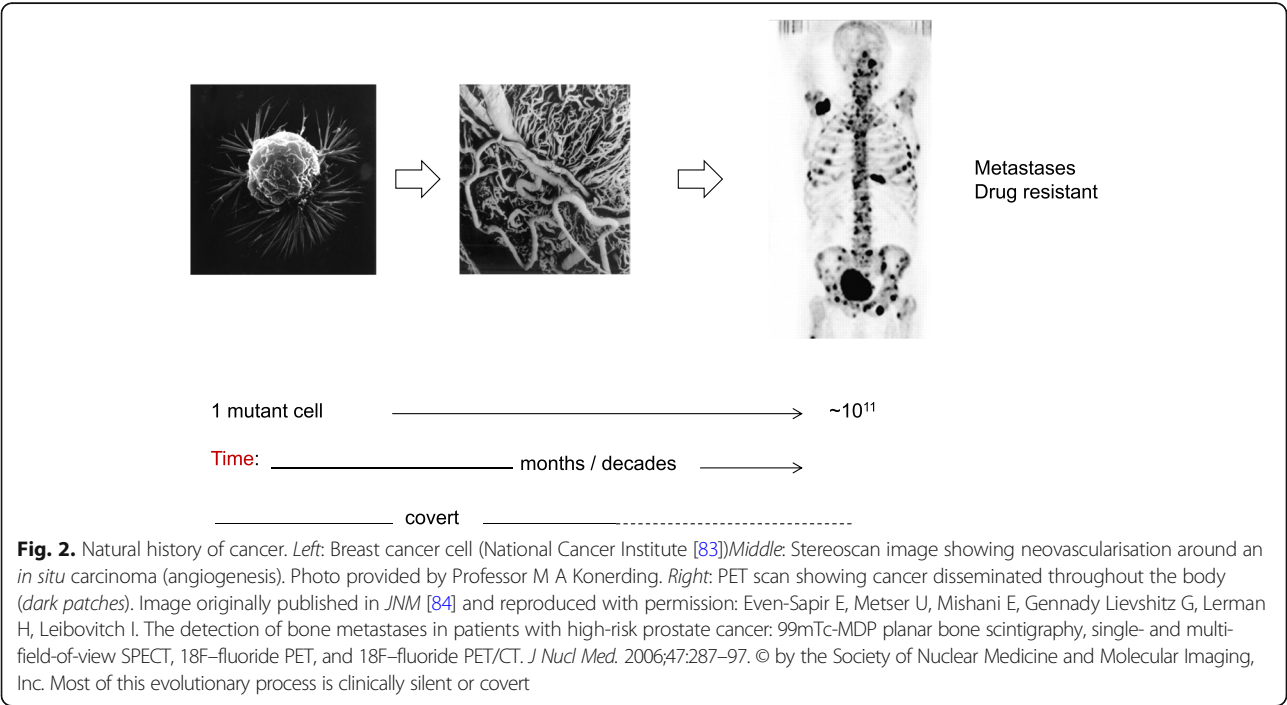 Metastases
Drug resistant
1 mutant cell ~10¹¹
Time: months / decades
covert
Fig. 2. Natural history of cancer. Left: Breast cancer cell (National Cancer Institute [83])Middle: Stereoscan image showing neovascularisation around an
in situ carcinoma (angiogenesis). Photo provided by Professor M A Konerding. Right: PET scan showing cancer disseminated throughout the body
(dark patches). Image originally published in JNM [84] and reproduced with permission: Even-Sapir E, Metser U, Mishani E, Gennady Lievshitz G, Lerman
H, Leibovitch I. The detection of bone metastases in patients with high-risk prostate cancer: 99mTc-MDP planar bone scintigraphy, single- and multi-
field-of-view SPECT, 18F–fluoride PET, and 18F–fluoride PET/CT. J Nucl Med. 2006;47:287–97. © by the Society of Nuclear Medicine and Molecular Imaging,
Inc. Most of this evolutionary process is clinically silent or covert